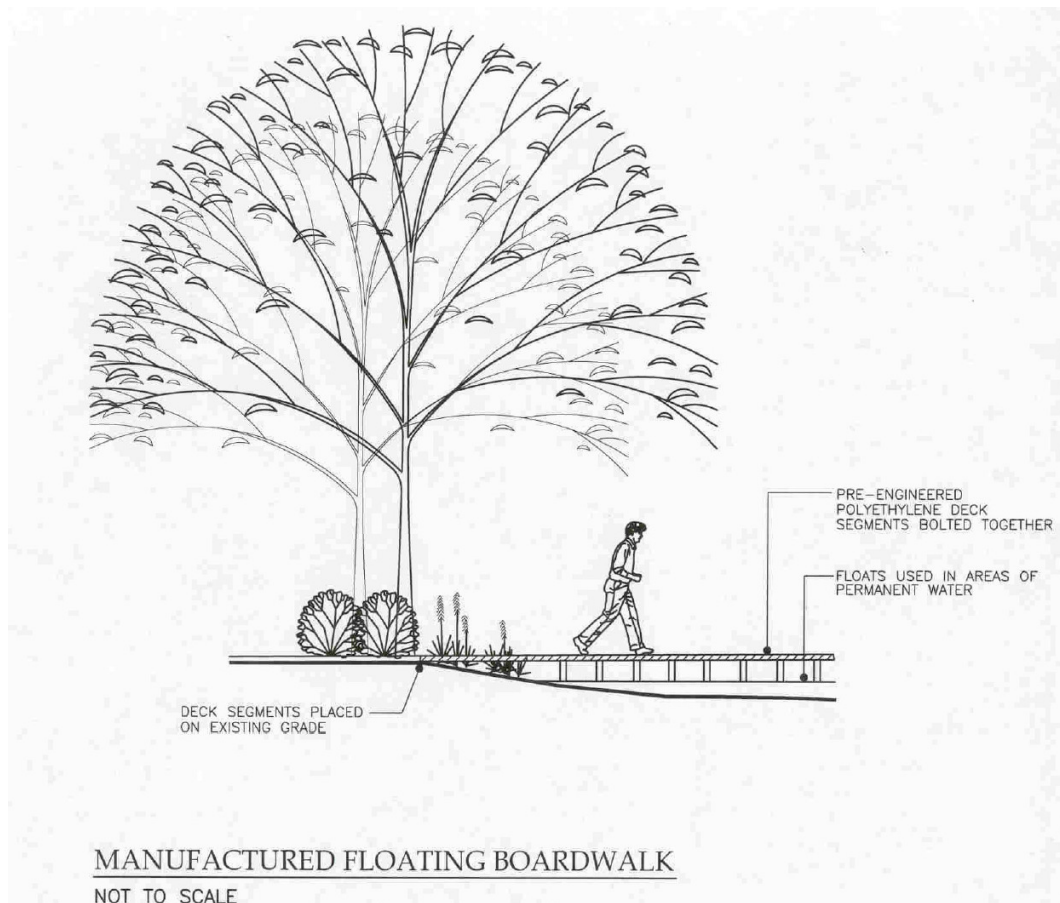 PRE-ENGINEERED
POLYETHYLENE DECK
SEGMENTS BOLTED TOGETHER
FLOATS USED IN AREAS OF
PERMANENT WATER
DECK SEGMENTS PLACED
ON EXISTING GRADE
MANUFACTURED FLOATING BOARDWALK
NOT TO SCALE